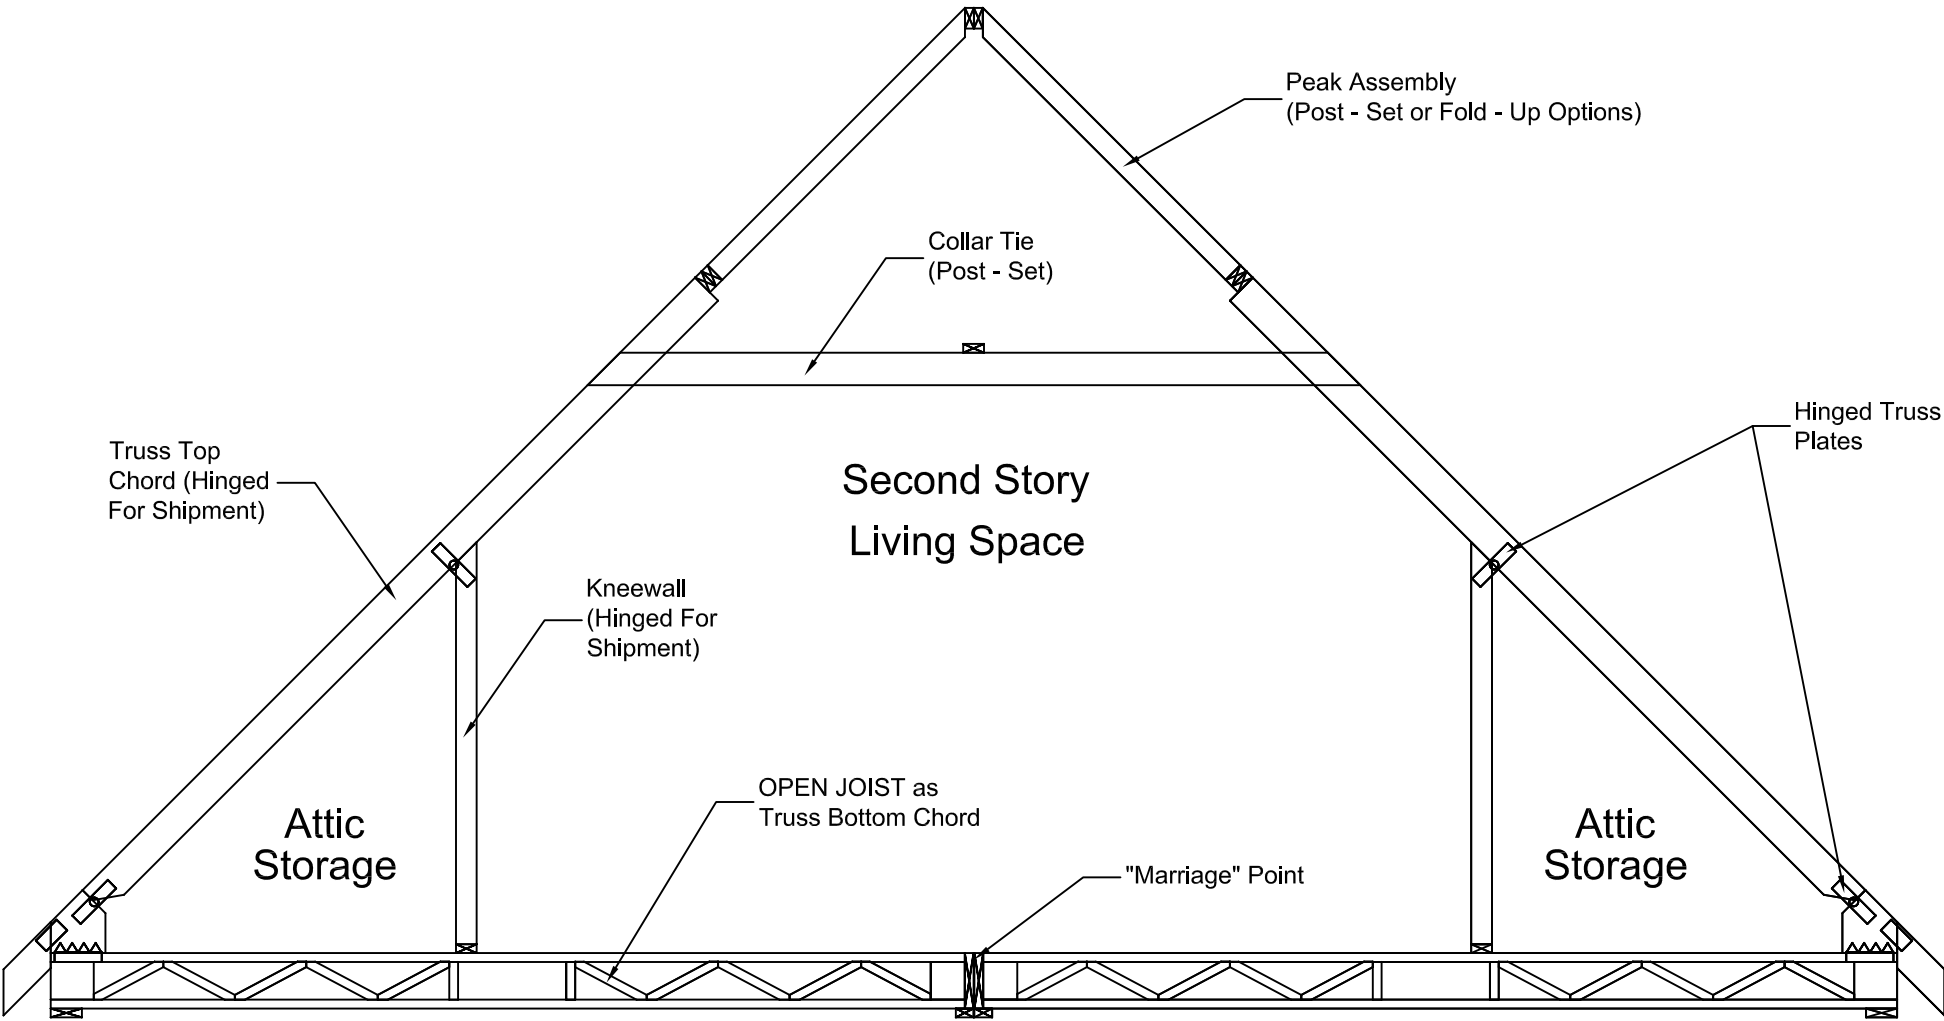 Peak Assembly
(Post - Set or Fold - Up Options)
Collar Tie
(Post - Set)
Hinged Truss
Plates
Truss Top
Chord (Hinged
For Shipment)
Second Story
Living Space
Kneewall
(Hinged For
Shipment)
OPEN JOIST as
Truss Bottom Chord
Attic
Storage
"Marriage" Point
Attic
Storage